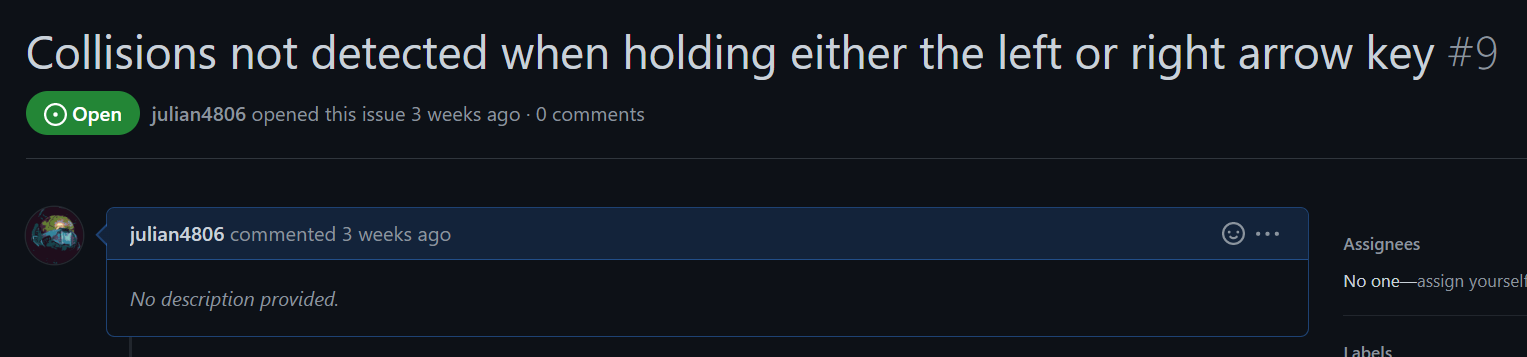 Collisions not detected when holding either the left or right arrow key #9
Open julian4806 opened this issue 3 weeks ago · 0 comments
julian4806 commented 3 weeks ago
No description provided.
Assignees
No one—assign yourself
Labels